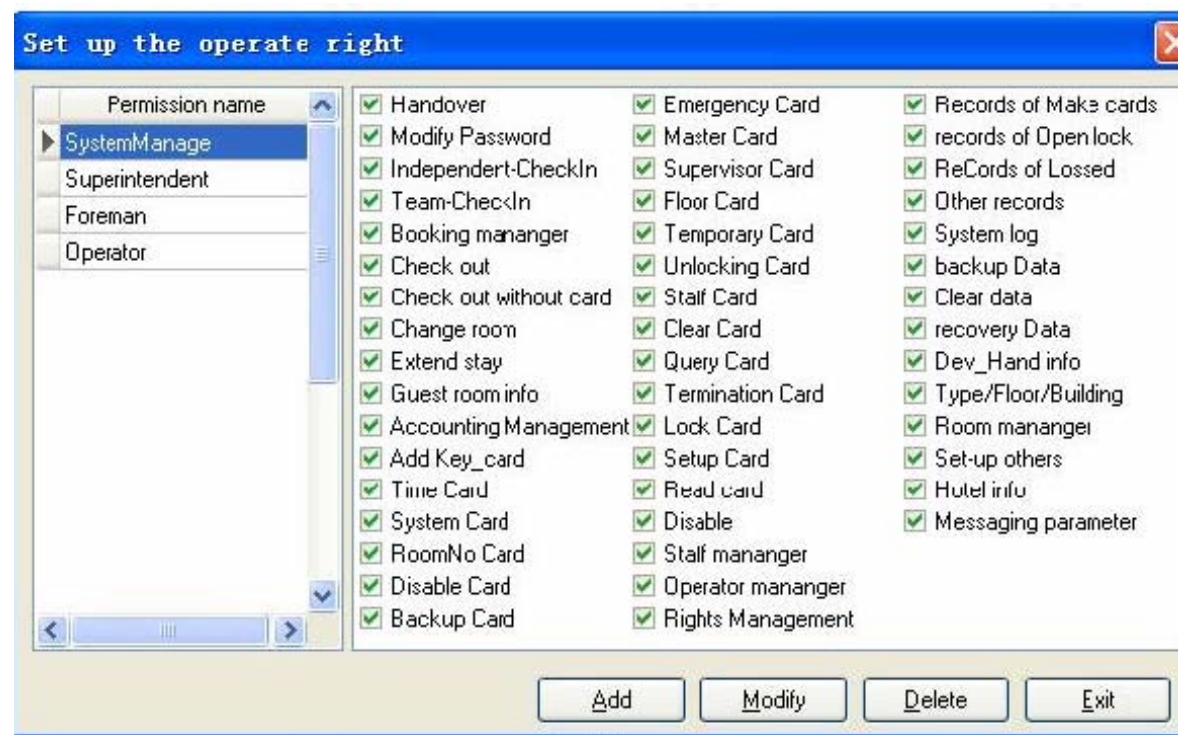 Set up the operate right
Permission name
SystemManage
Superintendent
Foreman
Operator
Handover
Modify Password
Independent-CheckIn
Team-CheckIn
Booking mananger
Check out
Check out without card
Change room
Extend stay
Guest room info
Accounting Management
Add Key_card
Time Card
System Card
RoomNo Card
Disable Card
Backup Card
Emergency Card
Master Card
Supervisor Card
Floor Card
Temporary Card
Unlocking Card
Staff Card
Clear Card
Query Card
Termination Card
Lock Card
Setup Card
Read card
Disable
Staff mananger
Operator mananger
Rights Management
Records of Make cards
records of Open lock
ReCords of Lossed
Other records
System log
backup Data
Clear data
recovery Data
Dev_Hand info
Type/Floor/Building
Room mananger
Set-up others
Hotel info
Messaging parameter
Add
Modify
Delete
Exit